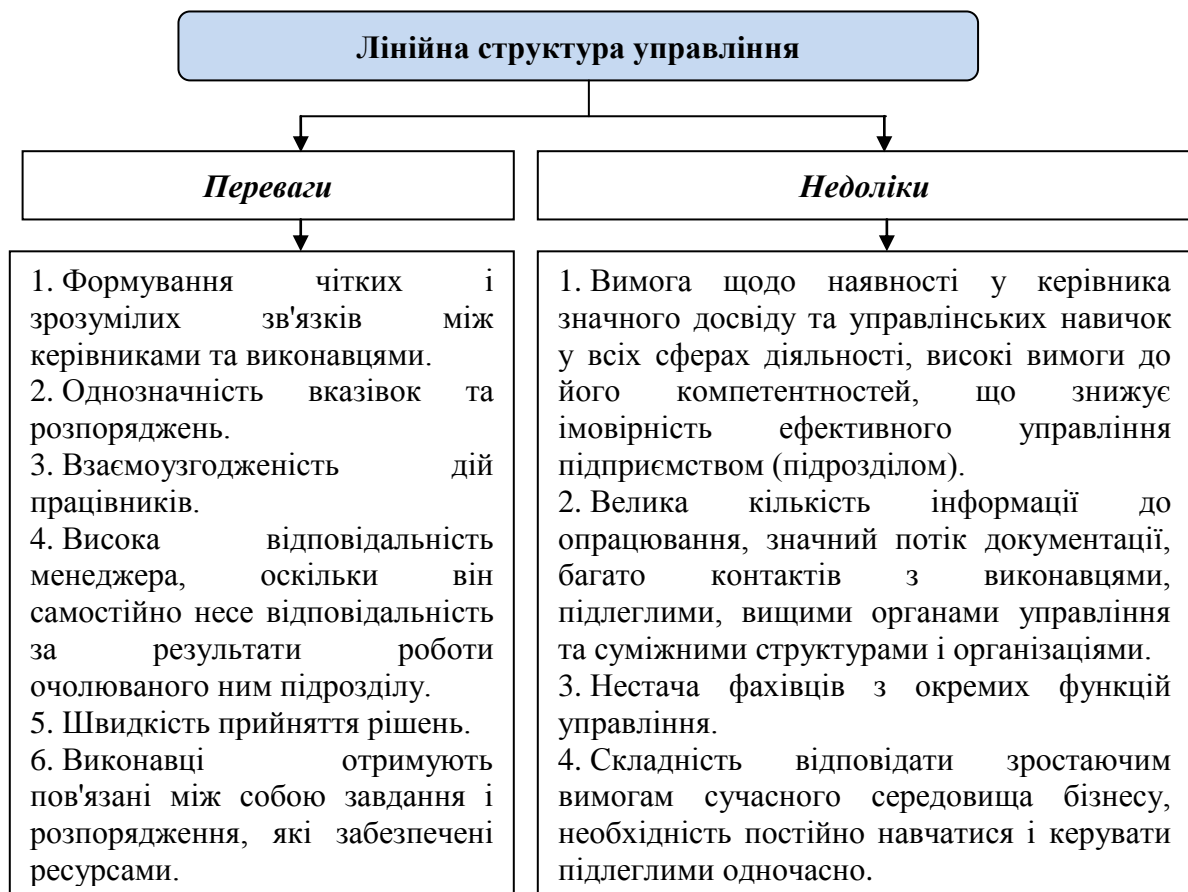 Лінійна структура управління
Переваги
Недоліки
1. Формування чітких і
зрозумілих зв'язків між
керівниками та виконавцями.
2. Однозначність вказівок та
розпоряджень.
3. Взаємоузгодженість дій
працівників.
4. Висока відповідальність
менеджера, оскільки він
самостійно несе відповідальність
за результати роботи
очолюваного ним підрозділу.
5. Швидкість прийняття рішень.
6. Виконавці отримують
пов'язані між собою завдання і
розпорядження, які забезпечені
ресурсами.
1. Вимога щодо наявності у керівника
значного досвіду та управлінських навичок
у всіх сферах діяльності, високі вимоги до
його компетентностей, що знижує
імовірність ефективного управління
підприємством (підрозділом).
2. Велика кількість інформації до
опрацювання, значний потік документації,
багато контактів з виконавцями,
підлеглими, вищими органами управління
та суміжними структурами і організаціями.
3. Нестача фахівців з окремих функцій
управління.
4. Складність відповідати зростаючим
вимогам сучасного середовища бізнесу,
необхідність постійно навчатися і керувати
підлеглими одночасно.